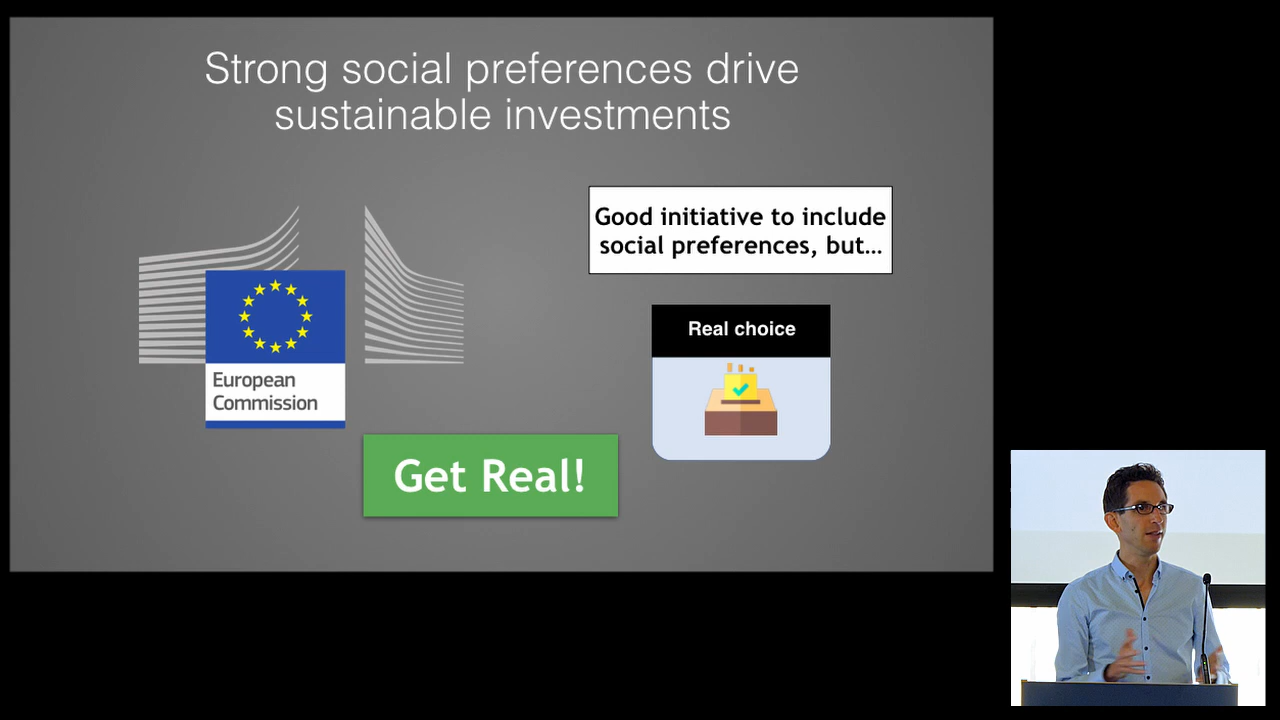 Strong social preferences drive
sustainable investments
Good initiative to include
social preferences, but…
Real choice
European
Commission
Get Real!